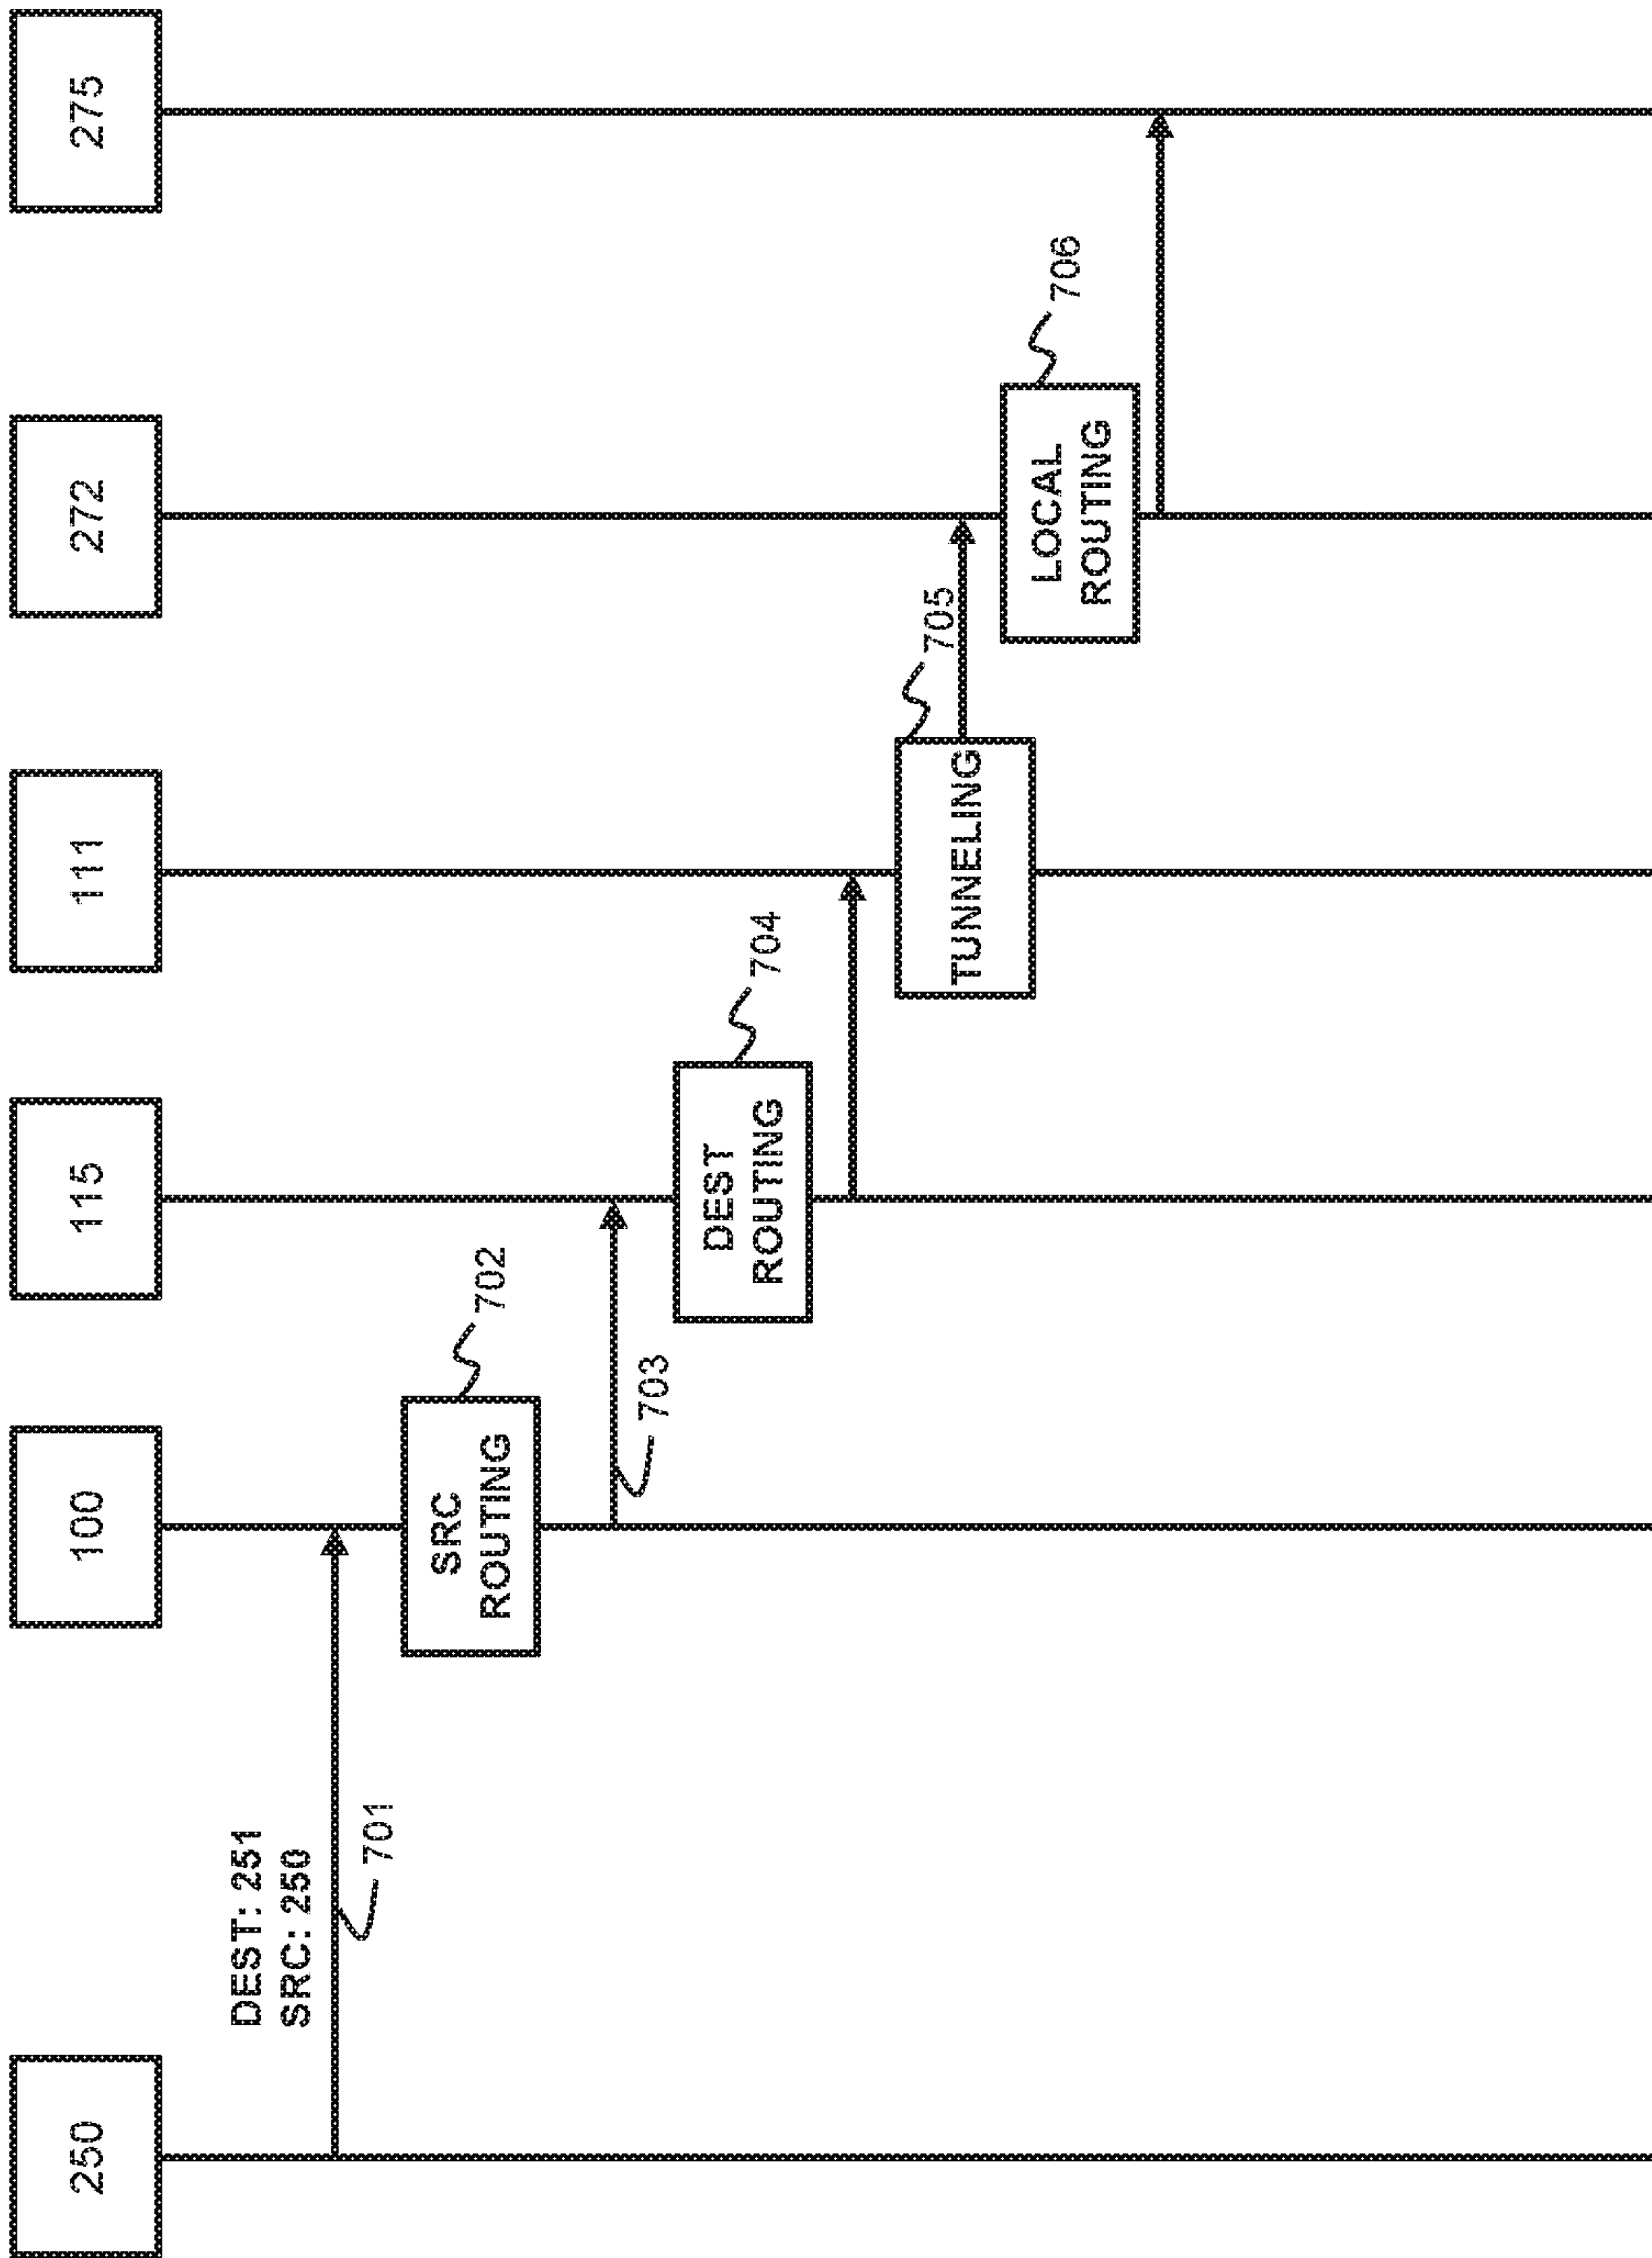 250
100
115
111
272
275
DEST: 251
SRC: 250
701
SRC
ROUTING
702
703
DEST
ROUTING
704
TUNNELING
705
LOCAL
ROUTING
706